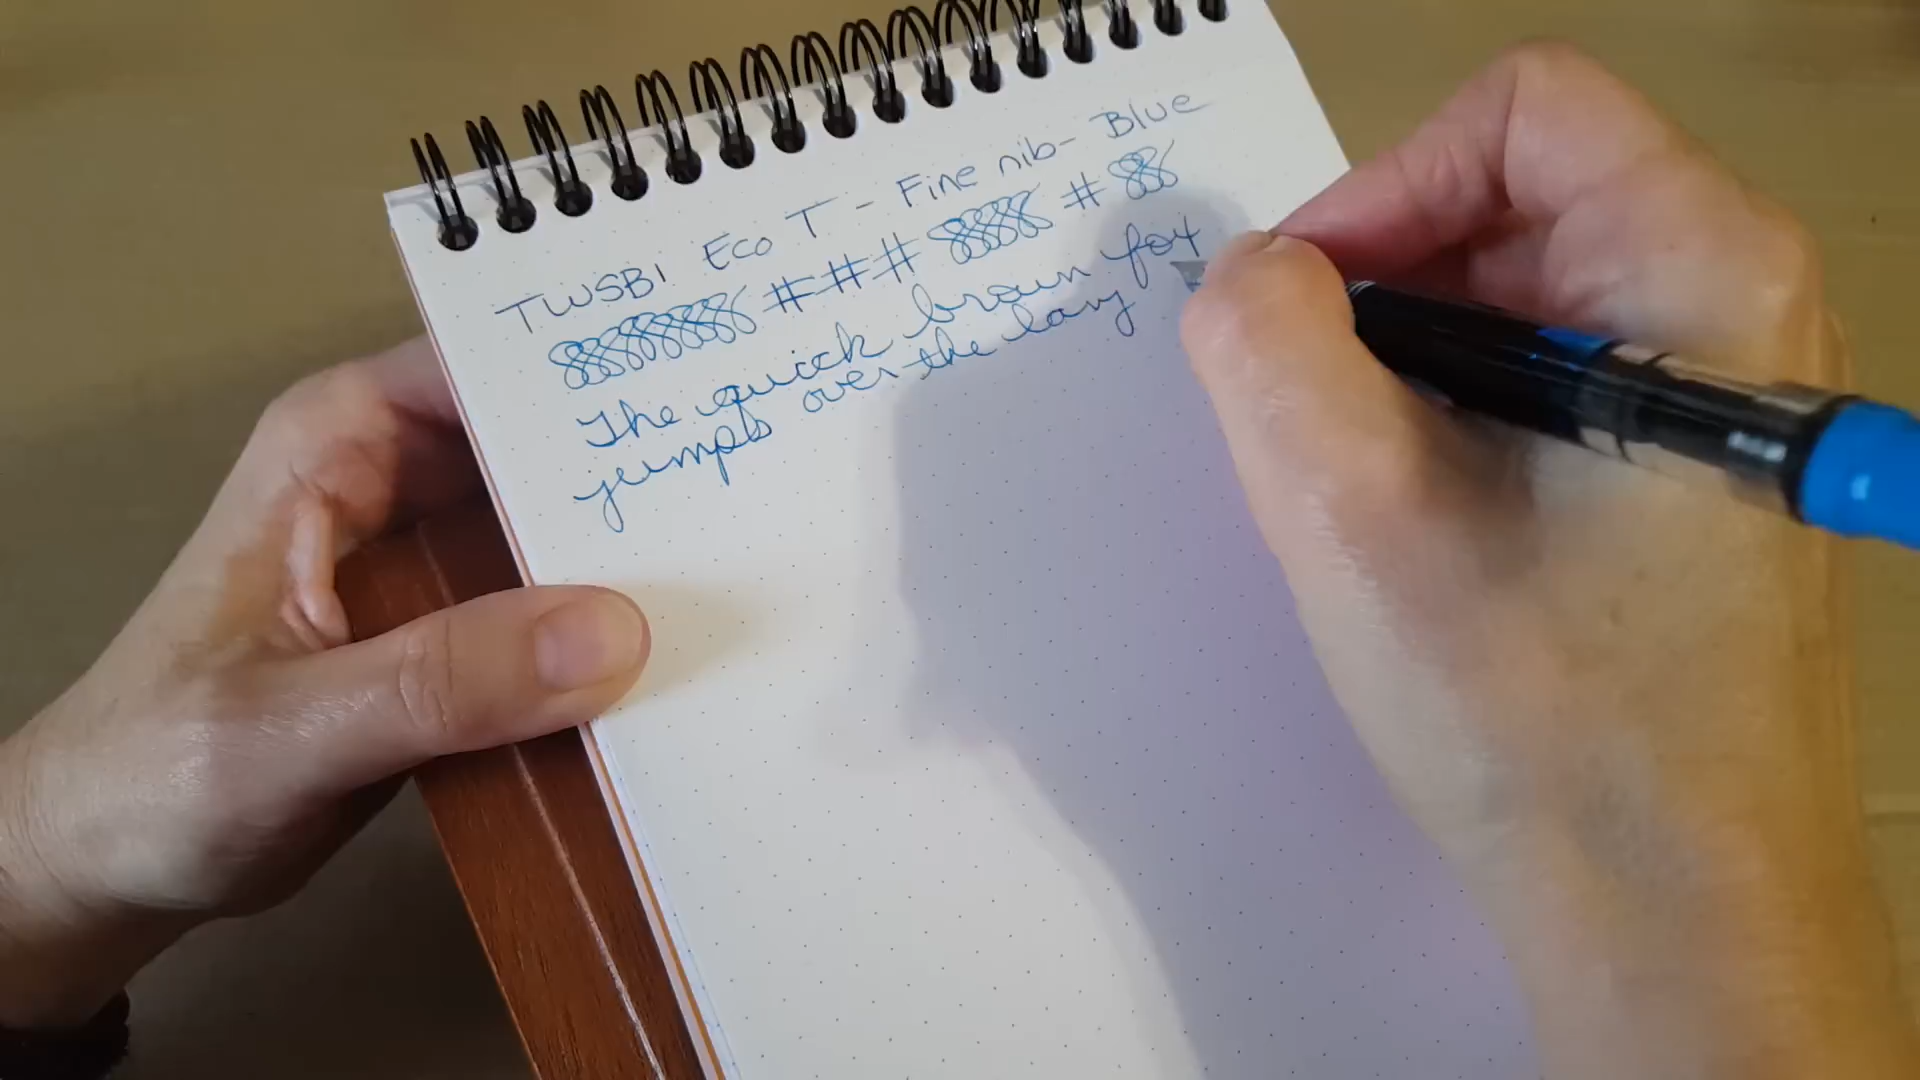 TWSBI Eco T - Fine nib - Blue
# # # #
The quick brown fox
jumps over the lazy